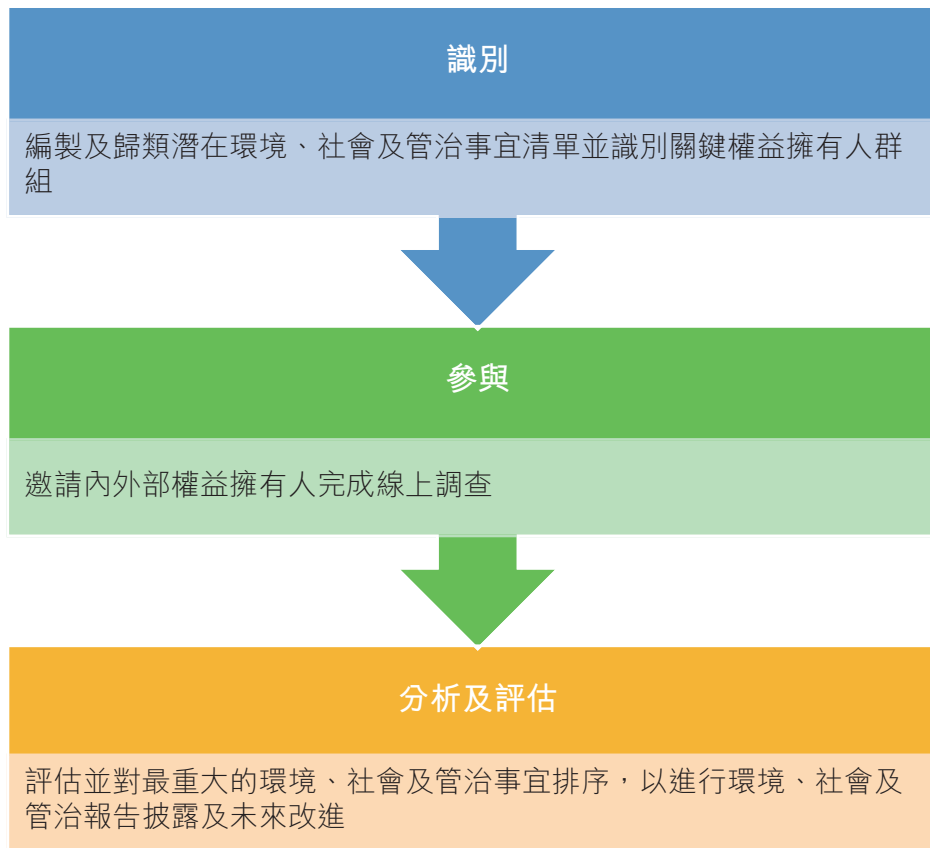 識別
編製及歸類潛在環境、社會及管治事宜清單並識別關鍵權益擁有人群
組
參與
邀請內外部權益擁有人完成線上調查
分析及評估
評估並對最重大的環境、社會及管治事宜排序，以進行環境、社會及
管治報告披露及未來改進